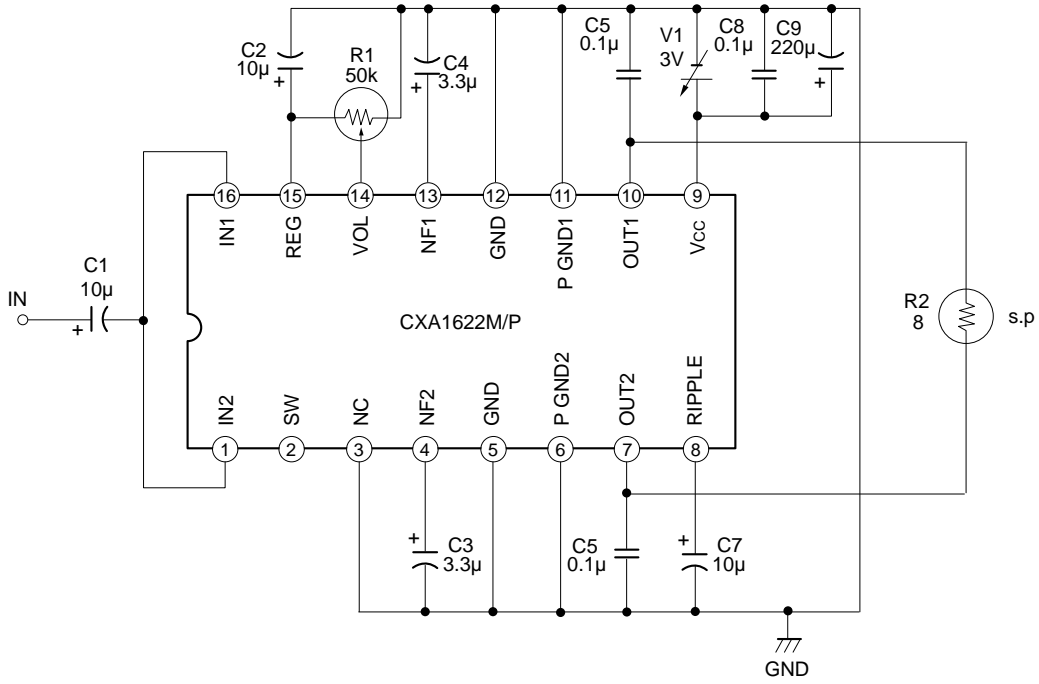 C2
10µ
+
R1
50k
C4
3.3µ
+
C5
0.1µ
V1
3V
C8
0.1µ
C9
220µ
+
16
15
14
13
12
11
10
9
IN1
REG
VOL
NF1
GND
P GND1
OUT1
Vcc
IN
C1
10µ
+
CXA1622M/P
R2
8
s.p
IN2
SW
NC
NF2
GND
P GND2
OUT2
RIPPLE
1
2
3
4
5
6
7
8
+
C3
3.3µ
C5
0.1µ
+
C7
10µ
GND